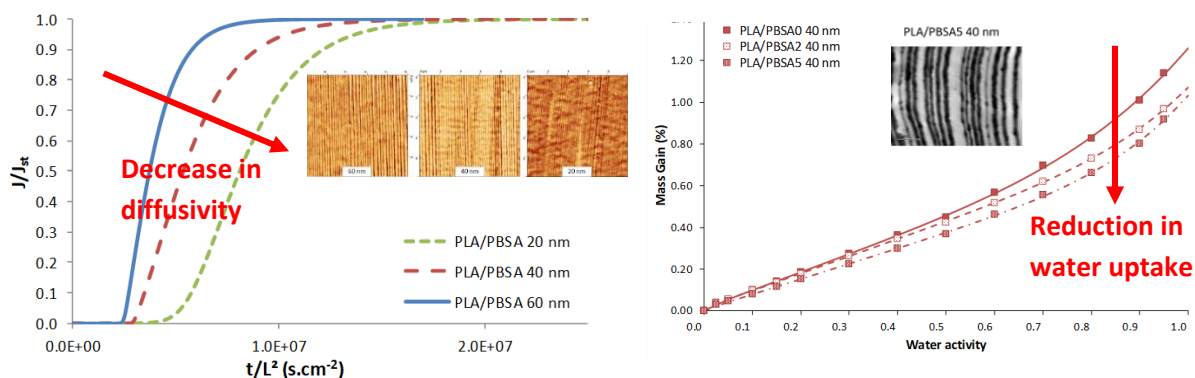 1.0
0.9
0.8
0.7
0.6
0.5
0.4
0.3
0.2
0.1
0.0
J/Jst
0.0E+00
1.0E+07
2.0E+07
t/L² (s.cm⁻²)
Decrease in
diffusivity
60 nm
40 nm
20 nm
PLA/PBSA 20 nm
PLA/PBSA 40 nm
PLA/PBSA 60 nm
1.20
1.00
0.80
0.60
0.40
0.20
0.00
Mass Gain (%)
PLA/PBSA0 40 nm
PLA/PBSA2 40 nm
PLA/PBSA5 40 nm
PLA/PBSA5 40 nm
Reduction in
water uptake
0.0
0.1
0.2
0.3
0.4
0.5
0.6
0.7
0.8
0.9
1.0
Water activity